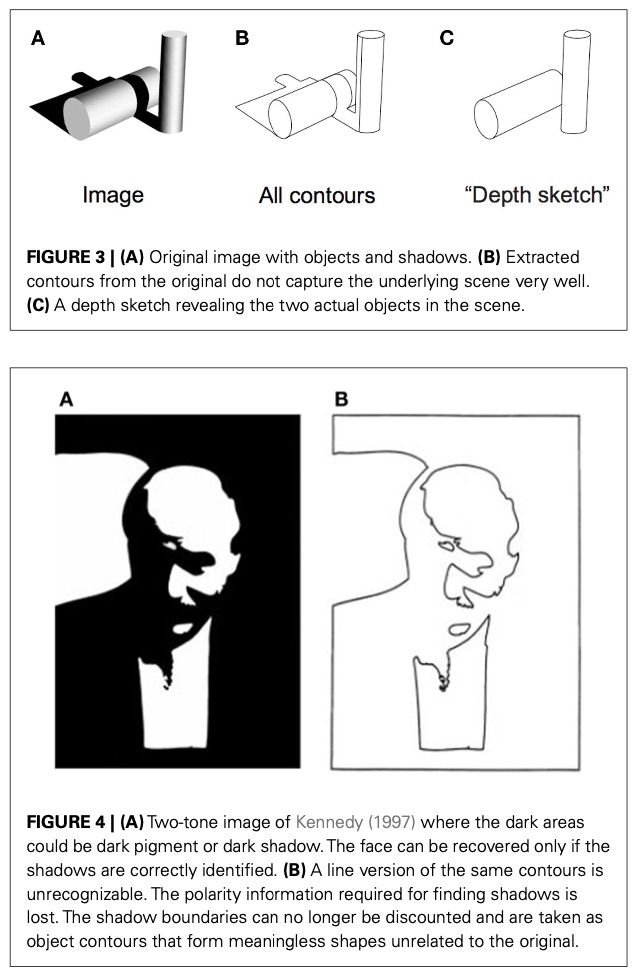 A
B
C
Image
All contours
“Depth sketch”
FIGURE 3 | (A) Original image with objects and shadows. (B) Extracted
contours from the original do not capture the underlying scene very well.
(C) A depth sketch revealing the two actual objects in the scene.
A
B
FIGURE 4 | (A) Two-tone image of Kennedy (1997) where the dark areas
could be dark pigment or dark shadow. The face can be recovered only if the
shadows are correctly identified. (B) A line version of the same contours is
unrecognizable. The polarity information required for finding shadows is
lost. The shadow boundaries can no longer be discounted and are taken as
object contours that form meaningless shapes unrelated to the original.